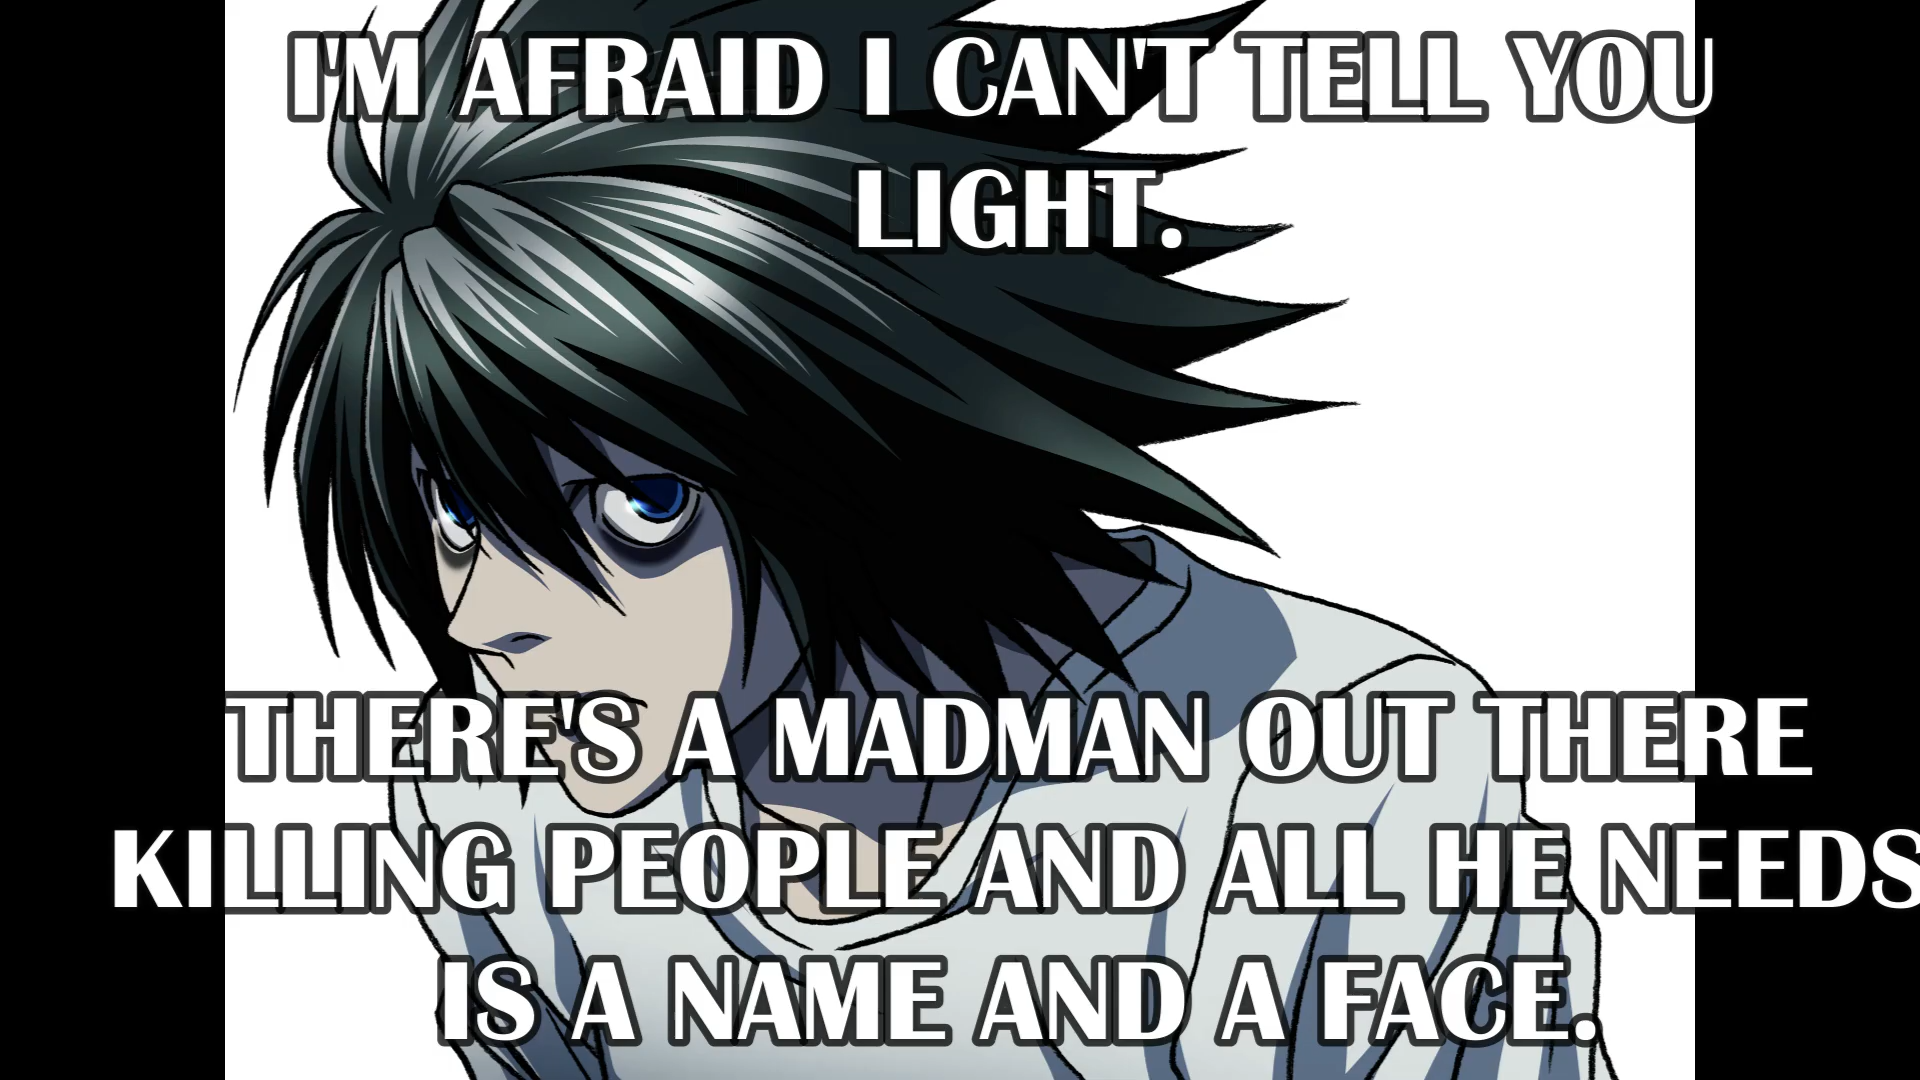 I'M AFRAID I CAN'T TELL YOU
LIGHT.
THERE'S A MADMAN OUT THERE
KILLING PEOPLE AND ALL HE NEEDS
IS A NAME AND A FACE.